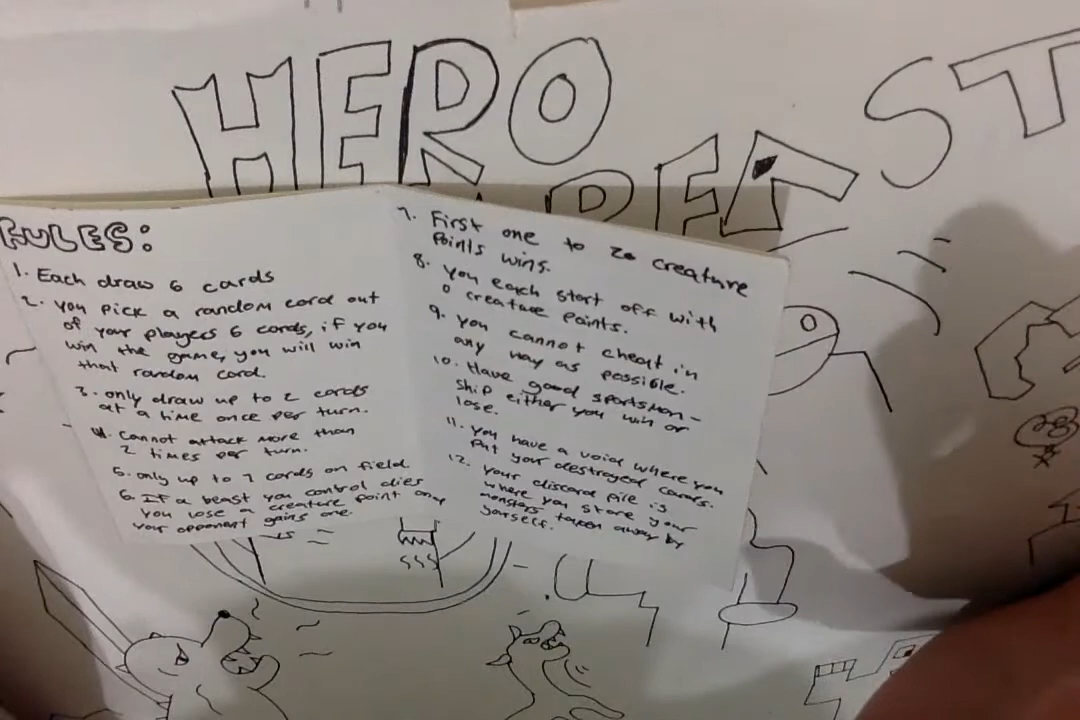 HERO
ST
RULES:
1. Each draw 6 cards
2. you pick a random card out
of your players 6 cards, if you
win the game, you will win
that random card.
3. only draw up to 2 cards
at a time once per turn.
4. cannot attack more than
2 times per turn.
5. only up to 7 cards on field
6. If a beast you control dies
you lose a creature point and
your opponent gains one.
7. First one to 20 creature
points wins.
8. you each start off with
0 creature points.
9. you cannot cheat in
any way as possible.
10. Have good sportsman-
ship either you win or
lose.
11. you have a void where you
put your destroyed cards.
12. your discard pile is
where you store your
monsters taken away by
yourself.